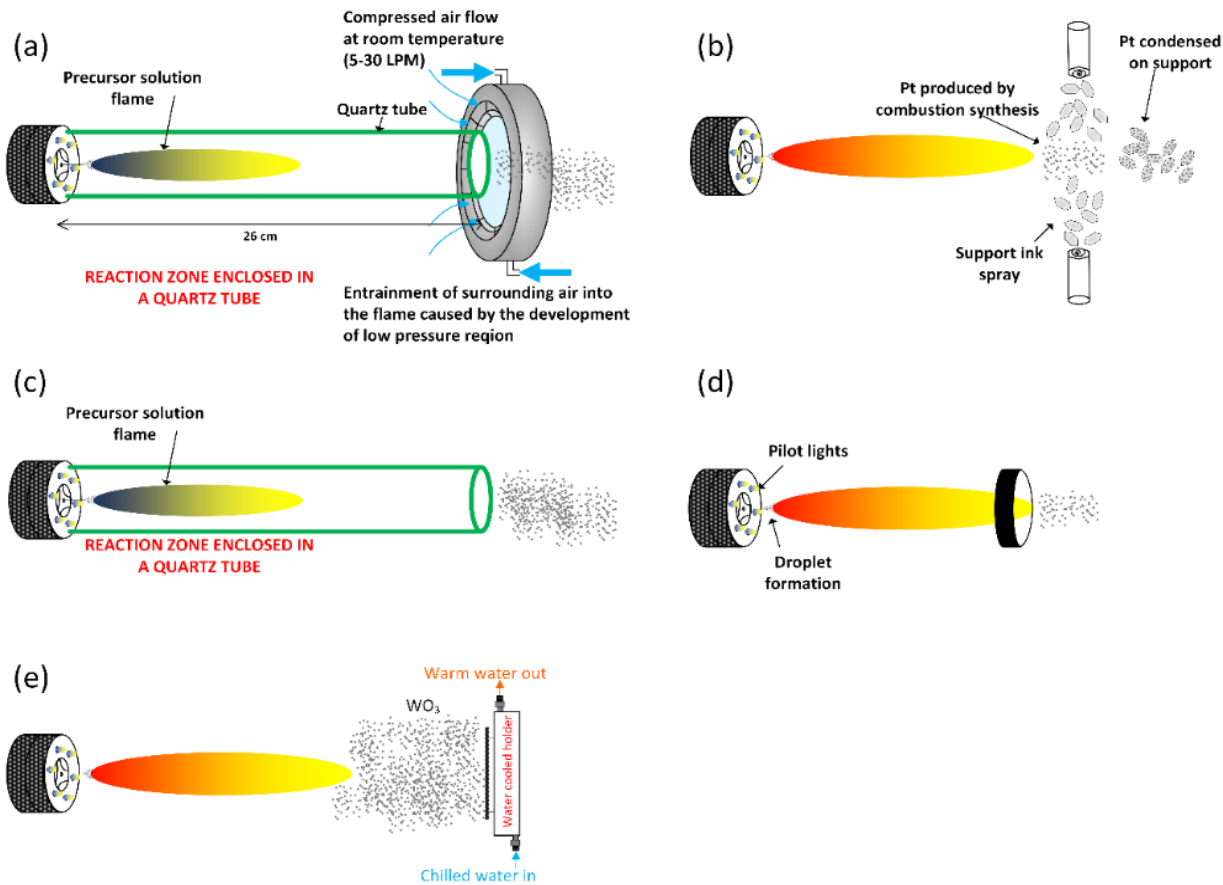 (a)
Compressed air flow
at room temperature
(5-30 LPM)
Precursor solution
flame
Quartz tube
26 cm
REACTION ZONE ENCLOSED IN
A QUARTZ TUBE
Entrainment of surrounding air into
the flame caused by the development
of low pressure region
(b)
Pt condensed
on support
Pt produced by
combustion synthesis
Support ink
spray
(c)
Precursor solution
flame
REACTION ZONE ENCLOSED IN
A QUARTZ TUBE
(d)
Pilot lights
Droplet
formation
(e)
Warm water out
WO₃
Water cooled holder
Chilled water in